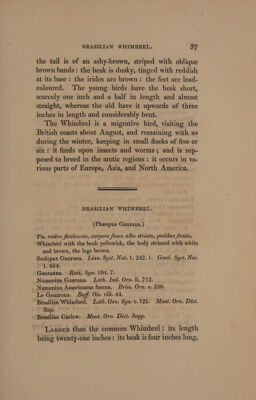 BRASILIAN WHIMBREL. 37
the tail is of an ashy-brown, striped with oblique
brown bands : the beak is dusky, tinged with reddish
at its base : the irides are brown : the feet are lead-
coloured. The young birds have the beak short,
scarcely one inch and a half in length and almost
straight, whereas the old have it upwards of three
inches in length and considerably bent.
The Whimbrel is a migrative bird, visiting the
British coasts about August, and remaining with us
during the winter, keeping in small flocks of five or
six : it feeds upon insects and worms; and is sup-
posed to breed in the arctic regions : it occurs in va-
rious parts of Europe, Asia, and North America.
BRASILIAN WHIMBREL.
(Phæopus Guarana.)
Ph. rostro flavicante, corpore fusco albo striato, pedibus fuscis.
Whimbrel with the beak yellowish, the body striated with white
and brown, the legs brown.
Scolopax Guarana. Linn. Syst. Nat. 1. 242. 1. Gmel. Syst. Nat.
1. 654.
Guarauna. Raii, Syn. 104. 7.
Numenius Guarauna. Lath. Ind. Orn. ii. 712.
Numenius Americanus fuscus. Briss. Orn. v. 330.
Le Gouarona. Buff. Ois. viii. 44.
Brasilian Whimbrel. Lath. Gen. Syn. v. 125. Mont. Orn. Dict.
Sup.
Brasilian Curlew. Mont. Orn. Dict. Supp.
Larger than the common Whimbrel : its length
being twenty-one inches : its beak is four inches long,